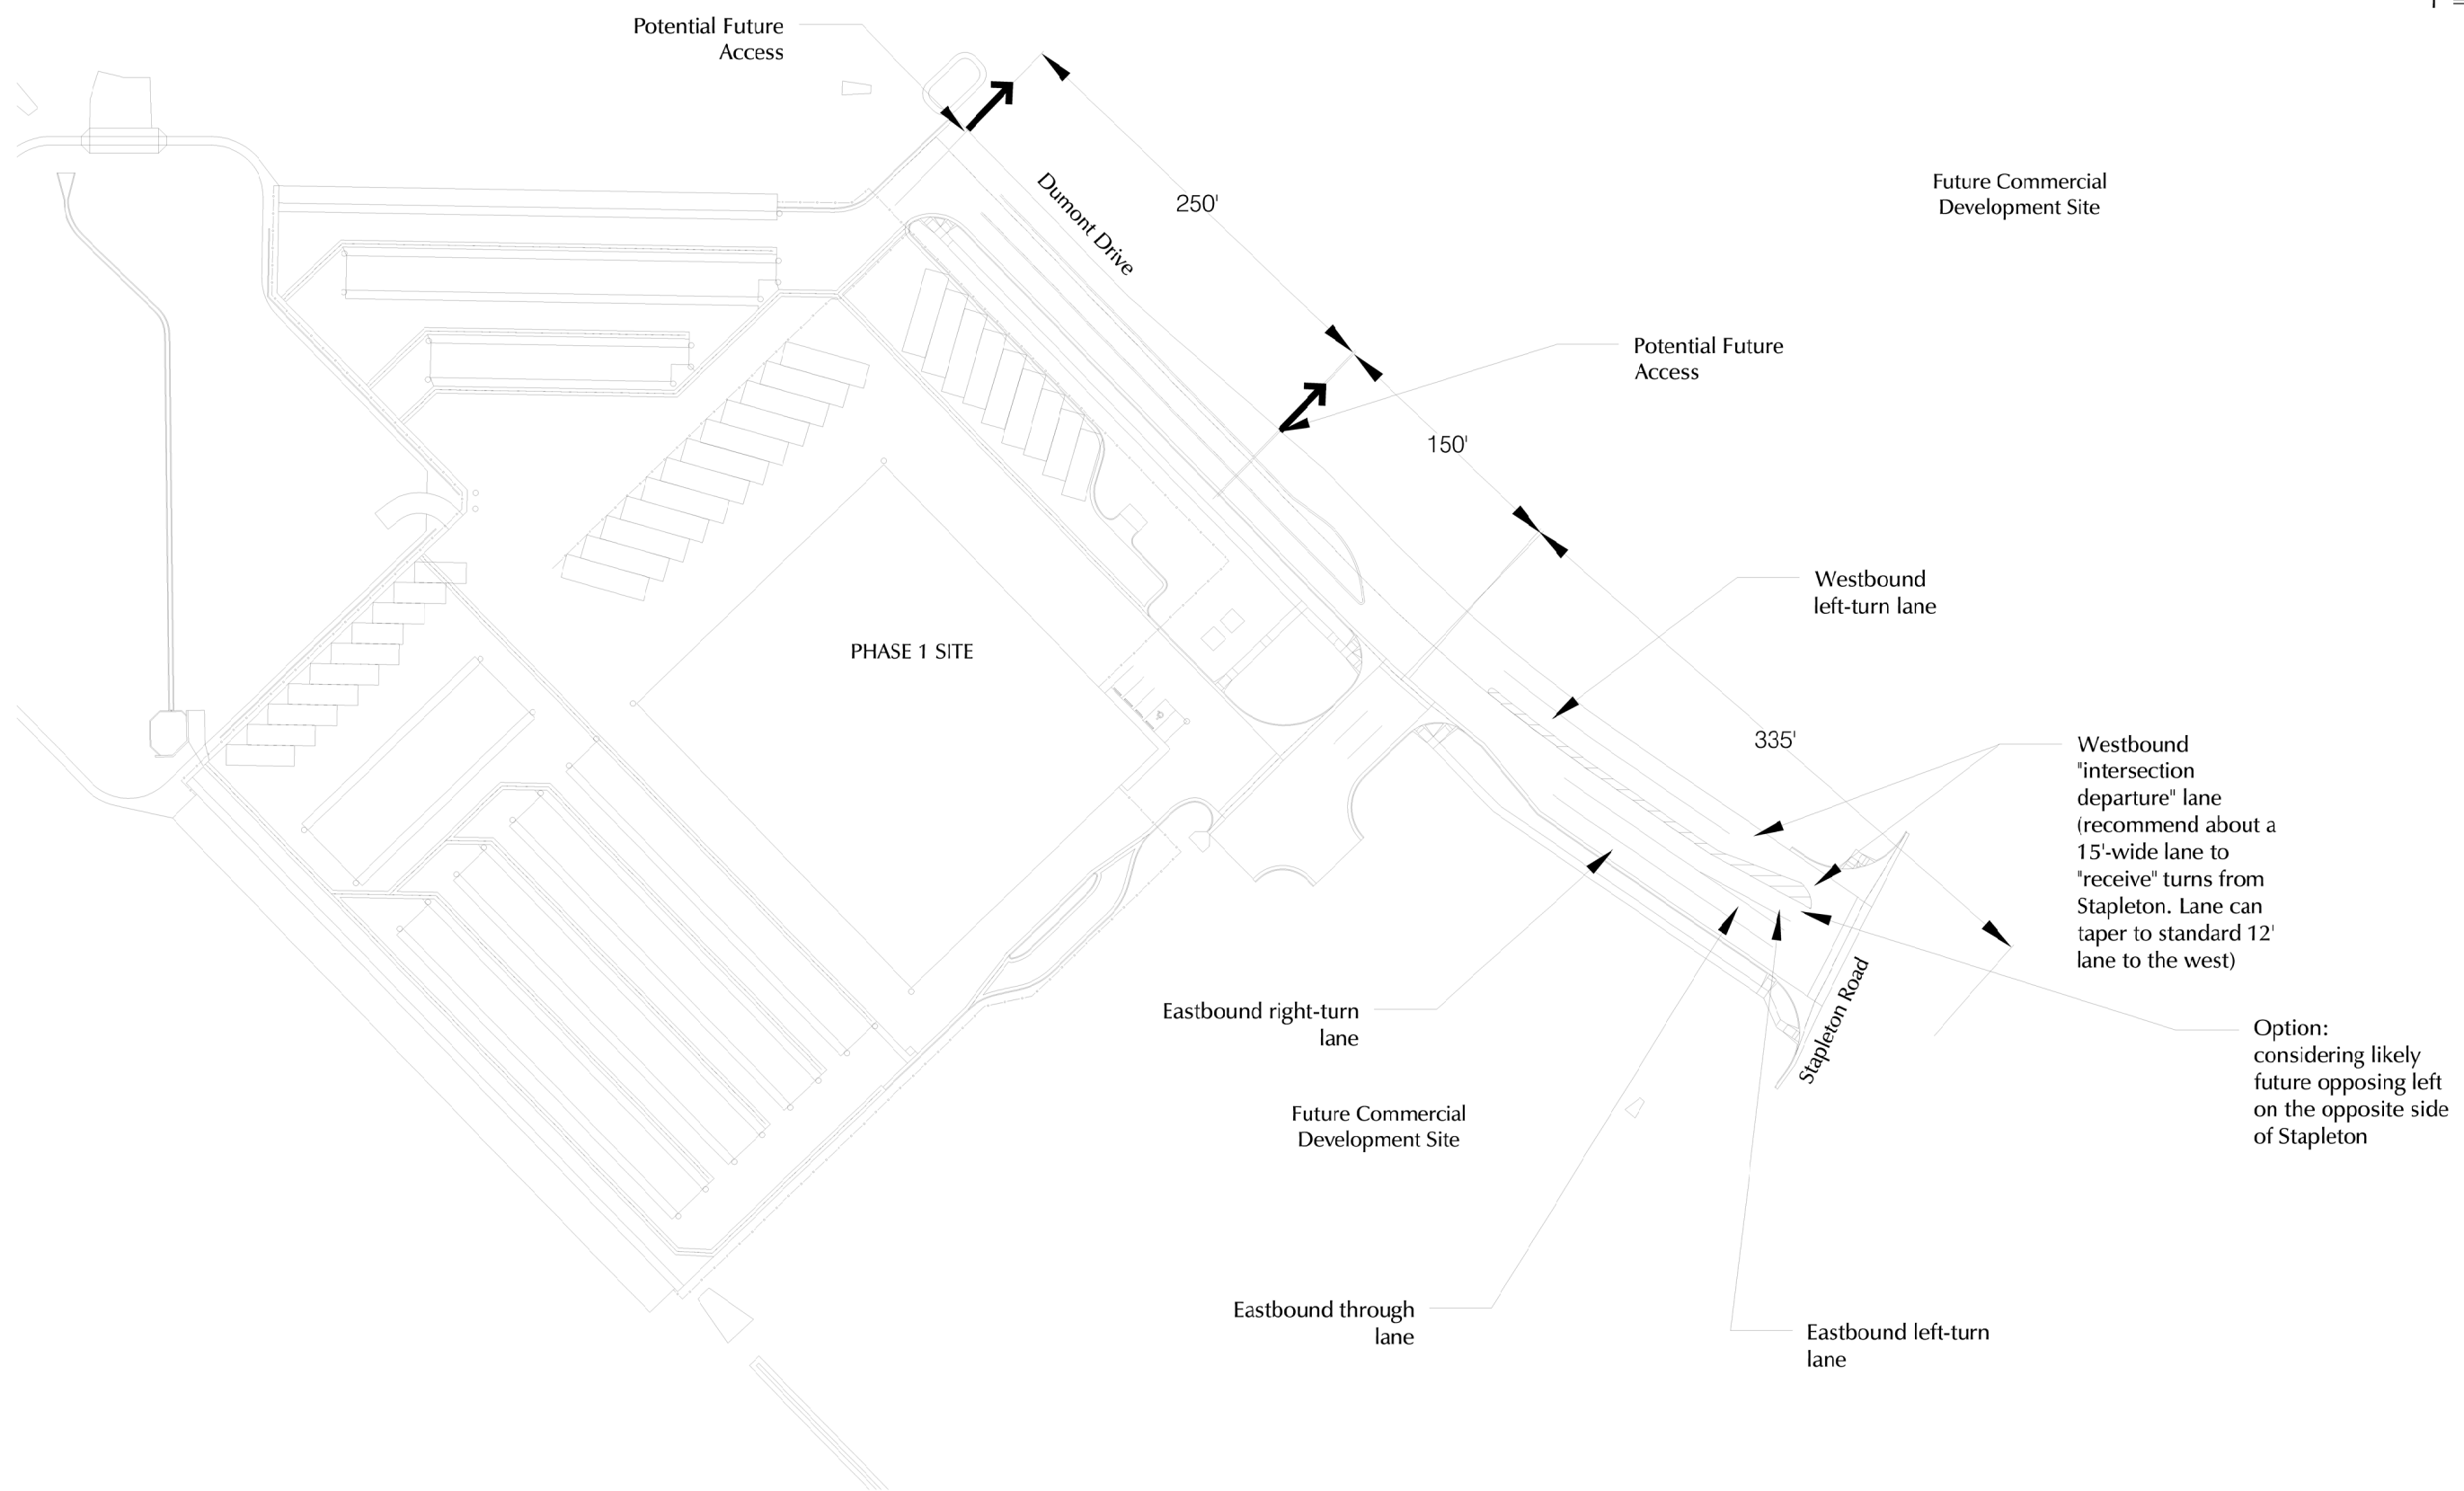 Potential Future
Access
Dumont Drive
250'
Future Commercial
Development Site
Potential Future
Access
150'
Westbound
left-turn lane
PHASE 1 SITE
335'
Westbound
"intersection
departure" lane
(recommend about a
15'-wide lane to
"receive" turns from
Stapleton. Lane can
taper to standard 12'
lane to the west)
Stapleton Road
Eastbound right-turn
lane
Option:
considering likely
future opposing left
on the opposite side
of Stapleton
Future Commercial
Development Site
Eastbound through
lane
Eastbound left-turn
lane